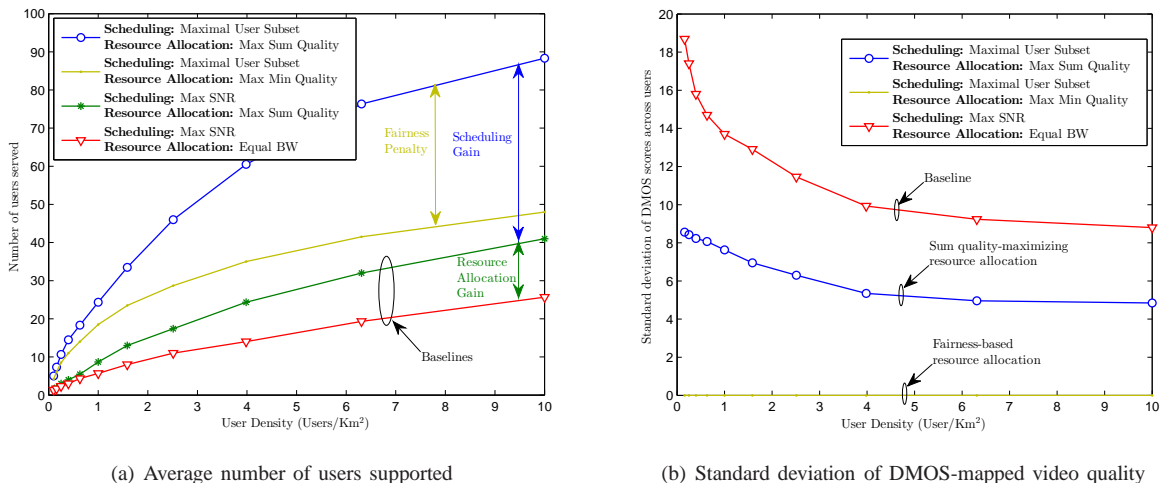 100
90
80
70
60
50
40
30
20
10
0
Number of users served
Scheduling: Maximal User Subset
Resource Allocation: Max Sum Quality
Scheduling: Maximal User Subset
Resource Allocation: Max Min Quality
Scheduling: Max SNR
Resource Allocation: Max Sum Quality
Scheduling: Max SNR
Resource Allocation: Equal BW
Fairness
Penalty
Scheduling
Gain
Resource
Allocation
Gain
Baselines
0 1 2 3 4 5 6 7 8 9 10
User Density (Users/Km²)
(a) Average number of users supported
20
18
16
14
12
10
8
6
4
2
0
Standard deviation of DMOS scores across users
Scheduling: Maximal User Subset
Resource Allocation: Max Sum Quality
Scheduling: Maximal User Subset
Resource Allocation: Max Min Quality
Scheduling: Max SNR
Resource Allocation: Equal BW
Baseline
Sum quality-maximizing
resource allocation
Fairness-based
resource allocation
0 1 2 3 4 5 6 7 8 9 10
User Density (User/Km²)
(b) Standard deviation of DMOS-mapped video quality